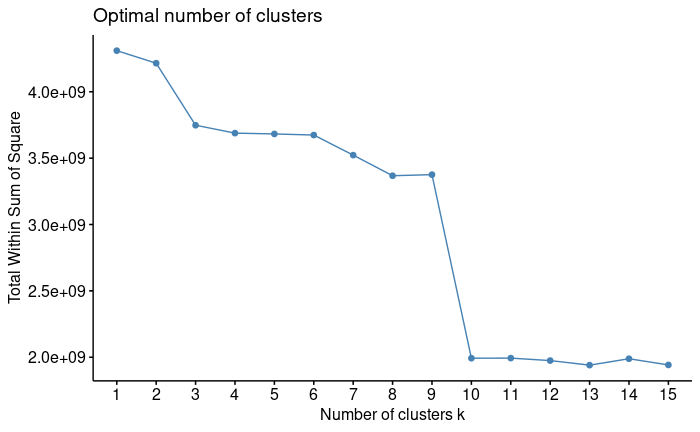 Optimal number of clusters
Total Within Sum of Square
4.0e+09
3.5e+09
3.0e+09
2.5e+09
2.0e+09
1 2 3 4 5 6 7 8 9 10 11 12 13 14 15
Number of clusters k